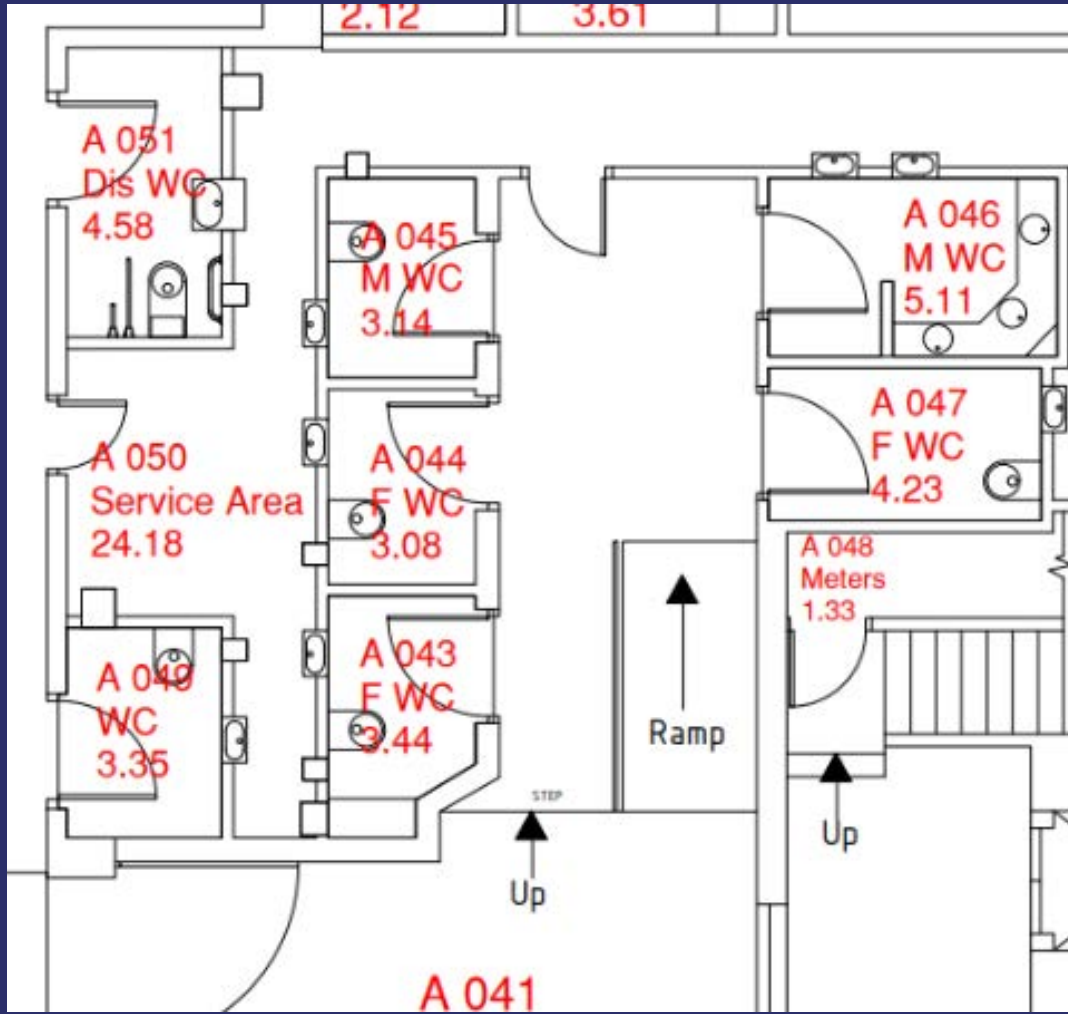 2.12
3.61
A 051
Dis WC
4.58
A 045
M WC
3.14
A 046
M WC
5.11
A 050
Service Area
24.18
A 044
F WC
3.08
A 047
F WC
4.23
A 048
Meters
1.33
A 049
WC
3.35
A 043
F WC
3.44
Ramp
STEP
Up
Up
A 041